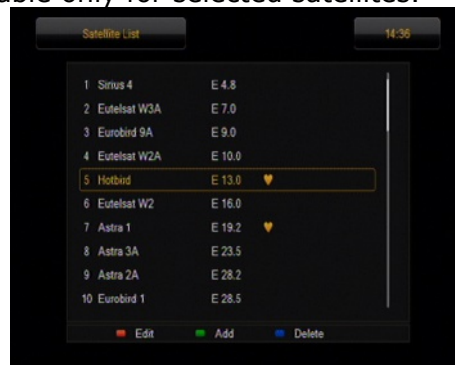 able only for selected satellites.
Satellite List 14:36
1 Sirius 4 E 4.8
2 Eutelsat W3A E 7.0
3 Eurobird 9A E 9.0
4 Eutelsat W2A E 10.0
5 Hotbird E 13.0
6 Eutelsat W2 E 16.0
7 Astra 1 E 19.2
8 Astra 3A E 23.5
9 Astra 2A E 28.2
10 Eurobird 1 E 28.5
Edit Add Delete